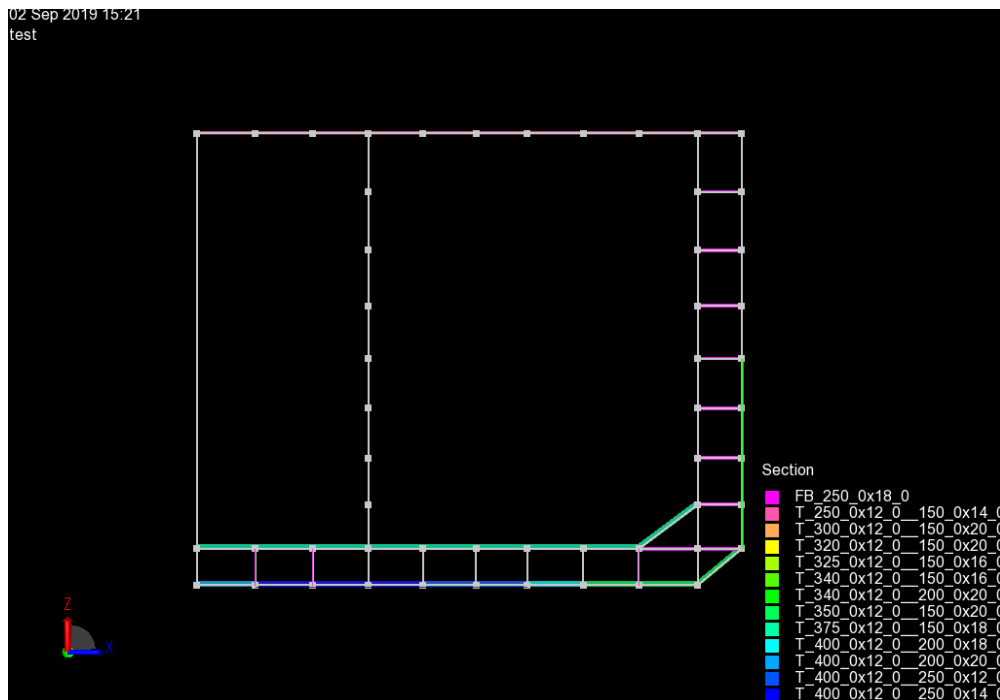 02 Sep 2019 15:21
test
Section
FB_250_0x18_0
T_250_0x12_0__150_0x14_0
T_300_0x12_0__150_0x20_0
T_320_0x12_0__150_0x20_0
T_325_0x12_0__150_0x16_0
T_340_0x12_0__150_0x16_0
T_340_0x12_0__200_0x20_0
T_350_0x12_0__150_0x20_0
T_375_0x12_0__150_0x18_0
T_400_0x12_0__200_0x18_0
T_400_0x12_0__200_0x20_0
T_400_0x12_0__250_0x12_0
T_400_0x12_0__250_0x14_0
Z
X